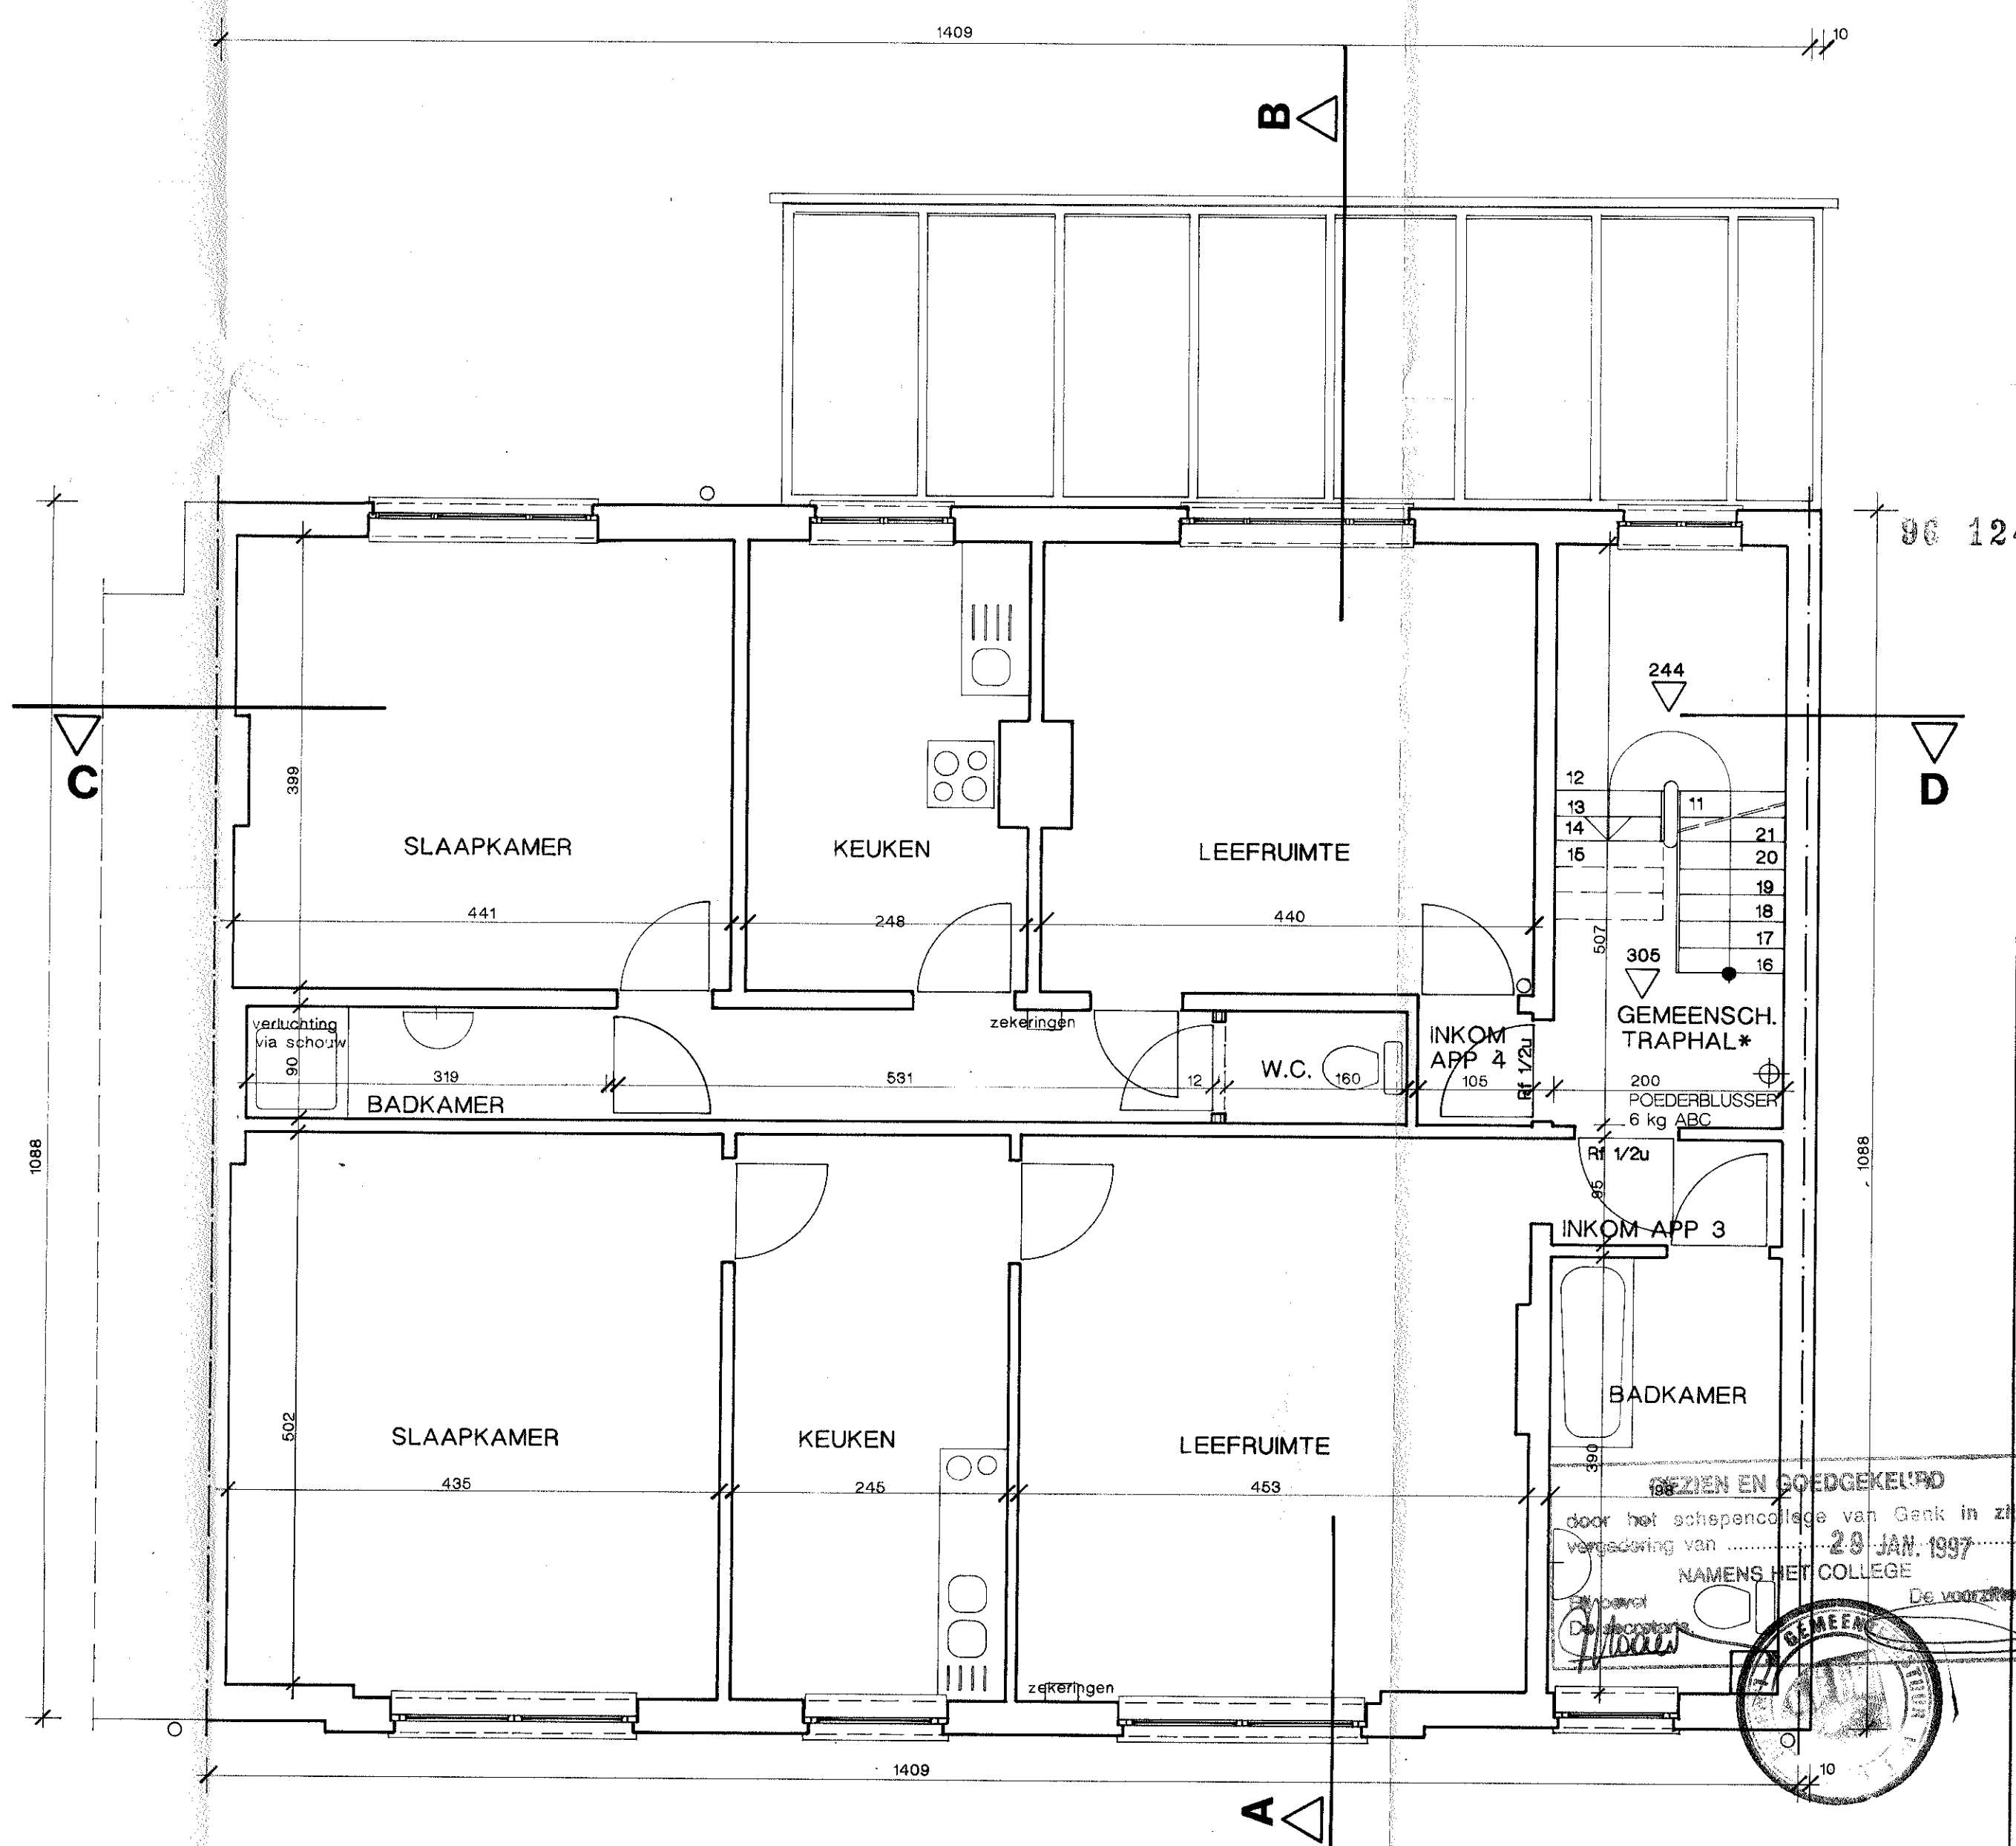 1409
10
B
96 12
244
C
D
399
12
13
14
15
11
21
20
19
18
17
16
SLAAPKAMER
KEUKEN
LEEFRUIMTE
441
248
440
507
305
GEMEENSCH.
TRAPHAL*
verluchting
via schouw
zekeringen
INKOM
APP 4
Rf 1/2u
90
319
531
12
W.C.
160
105
200
BADKAMER
POEDERBLUSSER
6 kg ABC
1088
1088
Rf 1/2u
95
INKOM APP 3
BADKAMER
502
SLAAPKAMER
KEUKEN
LEEFRUIMTE
390
435
245
453
198
GEZIEN EN GOEDGEKEURD
door het schepencollege van Genk in
vergadering van
29 JAN. 1997
NAMENS HET COLLEGE
De
De secretaris
zekeringen
1409
10
A